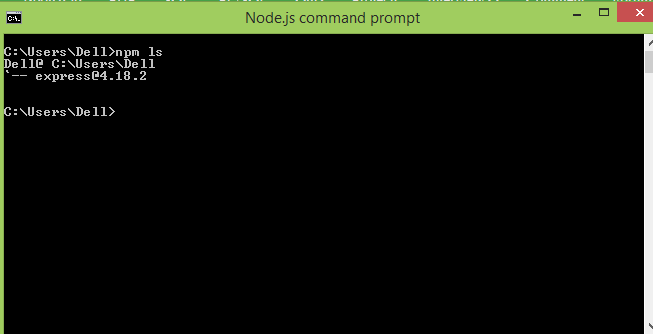 Node.js command prompt
C:\Users\Dell>npm ls
Dell@ C:\Users\Dell
`-- express@4.18.2
C:\Users\Dell>